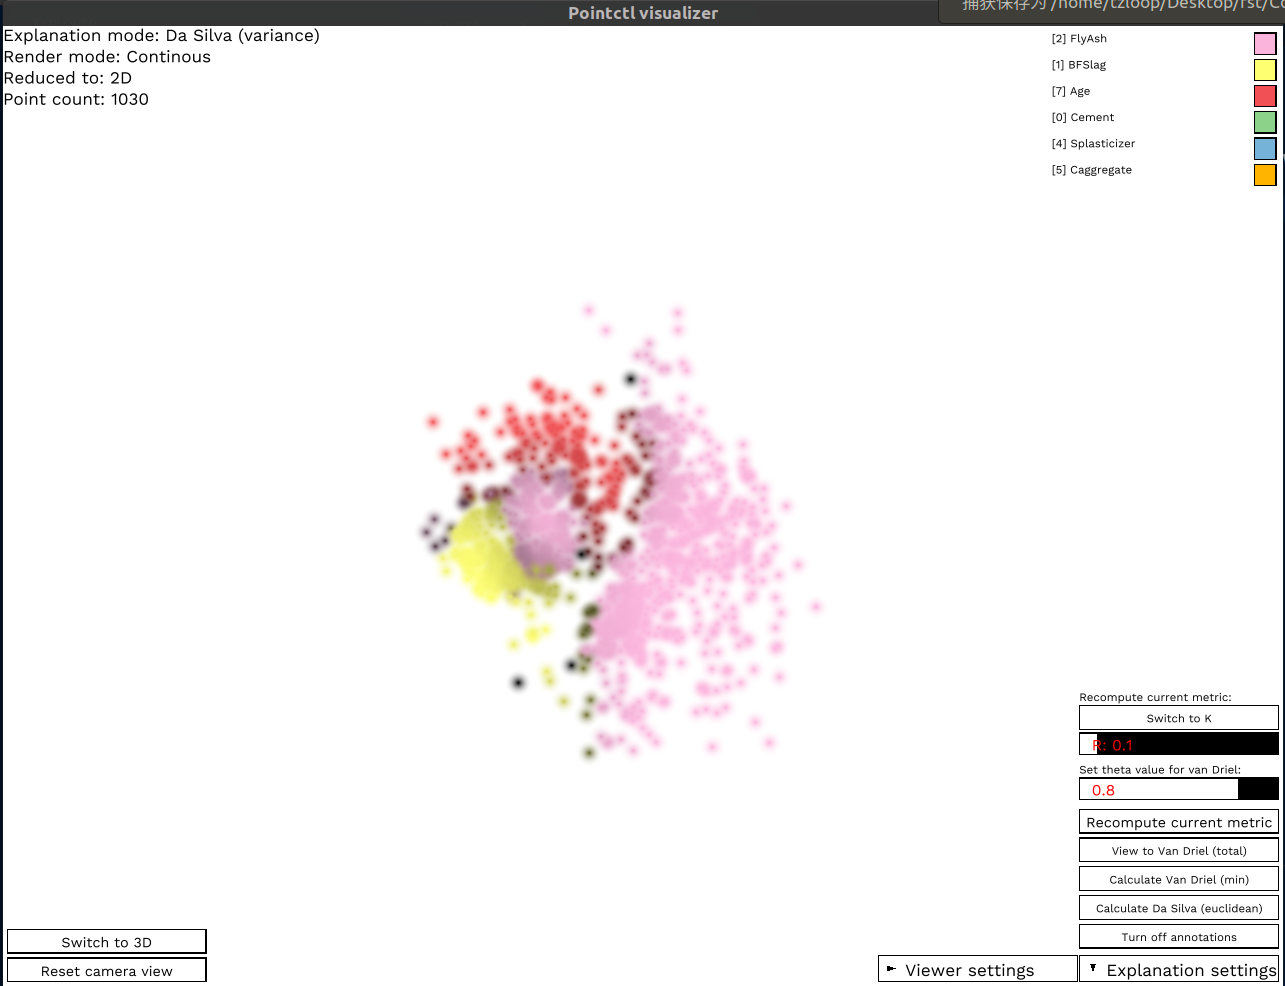 Pointctl visualizer
捕获保存为 /home/tzloop/Desktop/rst/Co
Explanation mode: Da Silva (variance)
Render mode: Continous
Reduced to: 2D
Point count: 1030
[2] FlyAsh
[1] BFSlag
[7] Age
[0] Cement
[4] Splasticizer
[5] Caggregate
Recompute current metric:
Switch to K
R: 0.1
Set theta value for van Driel:
0.8
Recompute current metric
View to Van Driel (total)
Calculate Van Driel (min)
Calculate Da Silva (euclidean)
Turn off annotations
Switch to 3D
Reset camera view
Viewer settings
Explanation settings